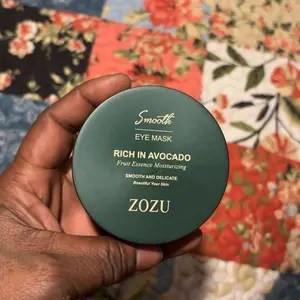 Smooth
EYE MASK
RICH IN AVOCADO
Fruit Essence Moisturizing
SMOOTH AND DELICATE
Beautiful Your Skin
ZOZU